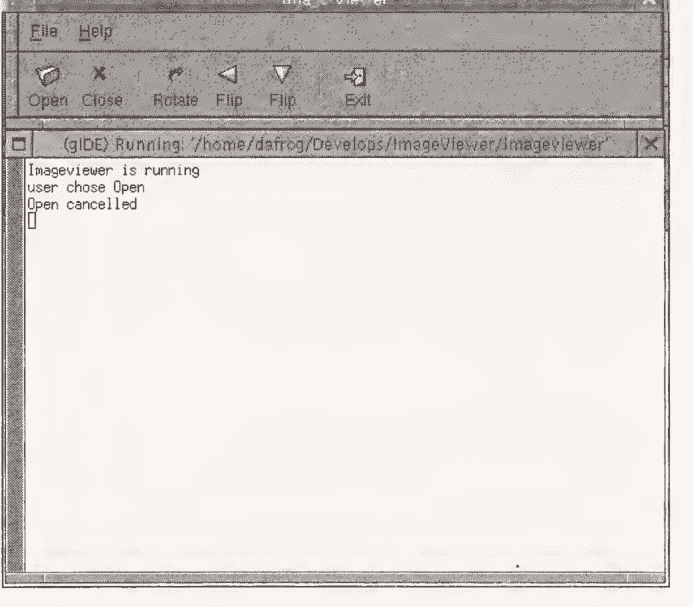 File Help
Open Close Rotate Flip Flip Exit
(gIDE) Running: '/home/dafrog/Develops/ImageViewer/Imageviewer'
Imageviewer is running
user chose Open
Open cancelled